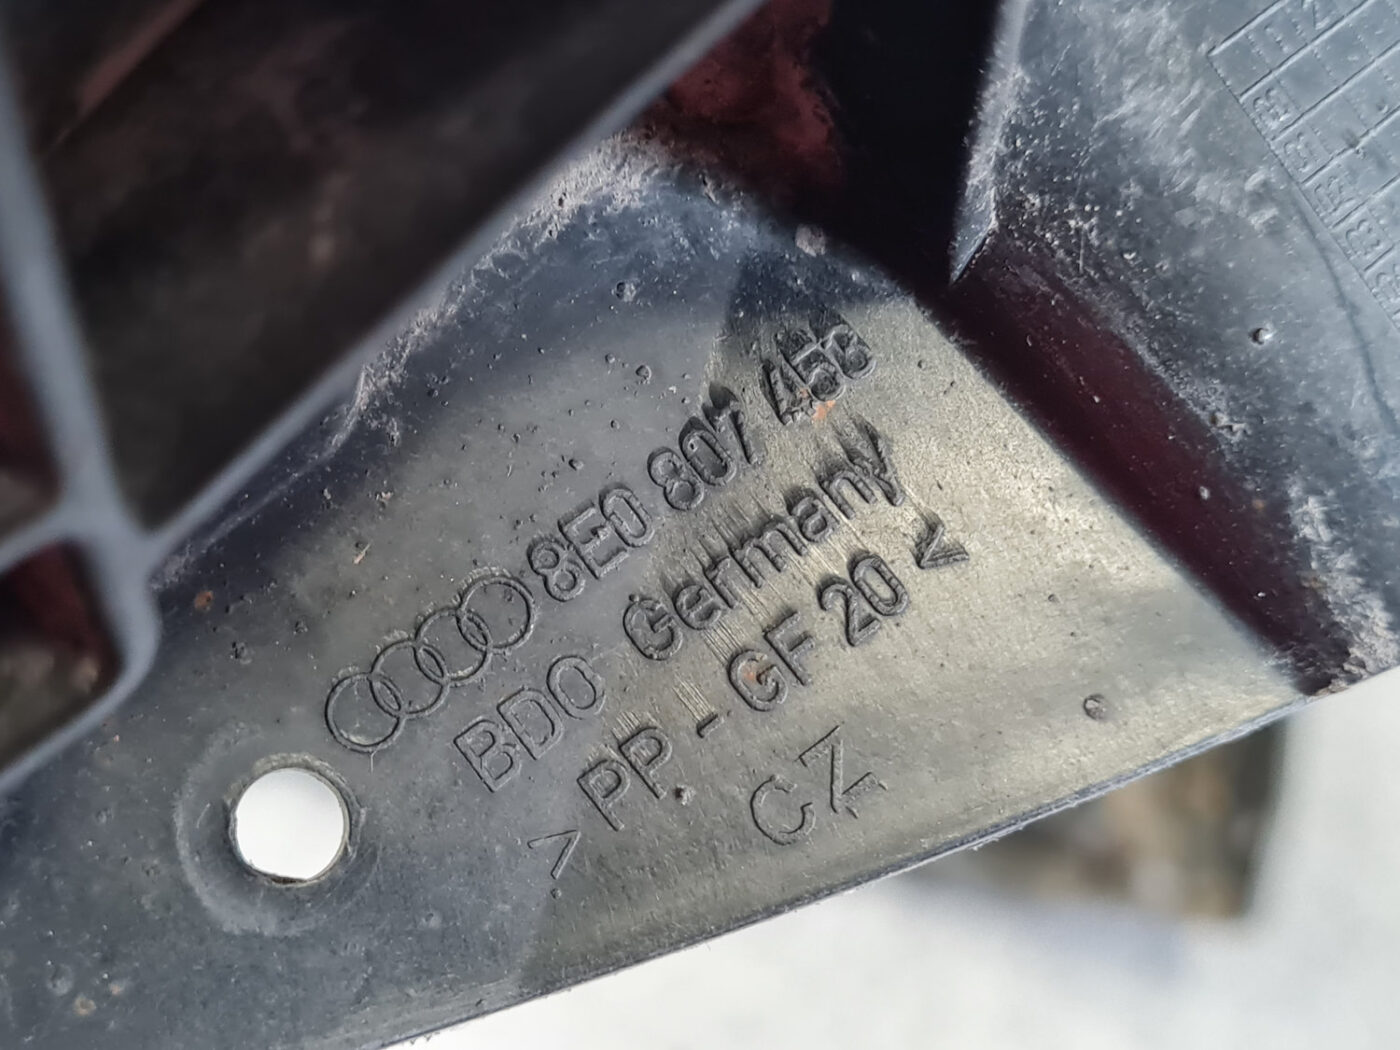 8E0 807 453
BDO Germany
> PP - GF 20 <
CZ